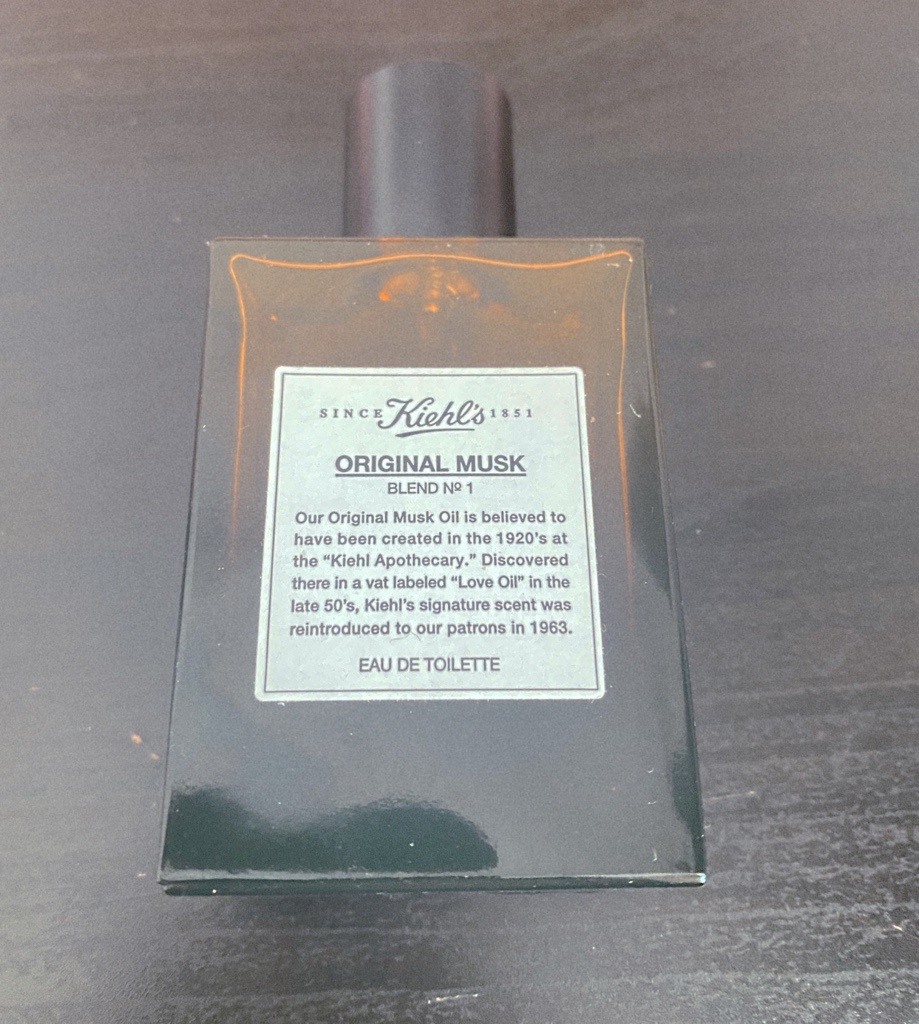 SINCE Kiehl's 1851
ORIGINAL MUSK
BLEND Nº 1
Our Original Musk Oil is believed to
have been created in the 1920's at
the “Kiehl Apothecary.” Discovered
there in a vat labeled “Love Oil” in the
late 50's, Kiehl's signature scent was
reintroduced to our patrons in 1963.
EAU DE TOILETTE